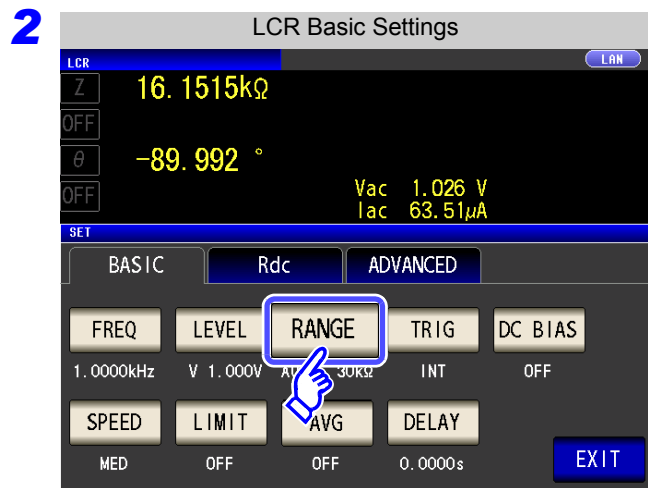 2
LCR Basic Settings
LCR
LAN
Z 16.1515kΩ
OFF
θ -89.992 °
OFF
Vac 1.026 V
Iac 63.51μA
SET
BASIC Rdc ADVANCED
FREQ LEVEL RANGE TRIG DC BIAS
1.0000kHz V 1.000V 30kΩ INT OFF
SPEED LIMIT AVG DELAY
MED OFF OFF 0.0000s
EXIT